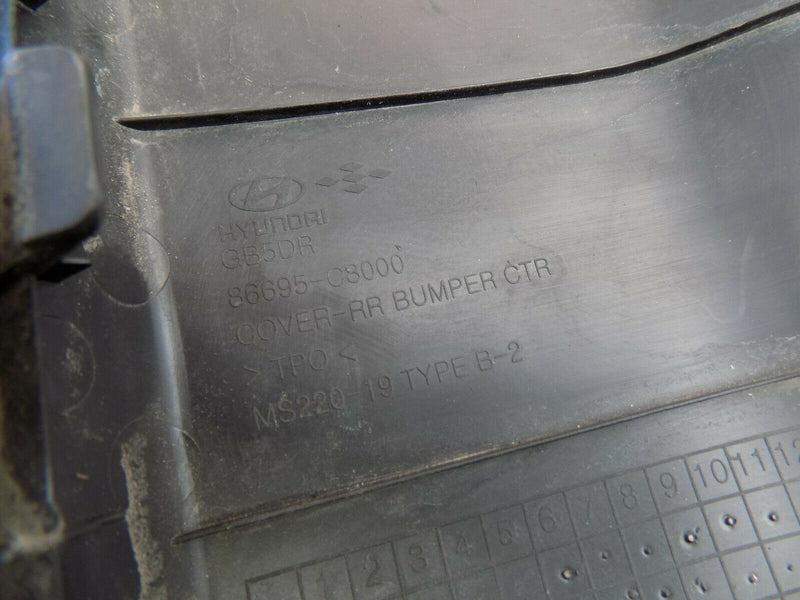 HYUNDAI
GB5DR
86695-C8000
COVER-RR BUMPER CTR
> TPO <
MS220-19 TYPE B-2
1 2 3 4 5 6 7 8 9 10 11 12